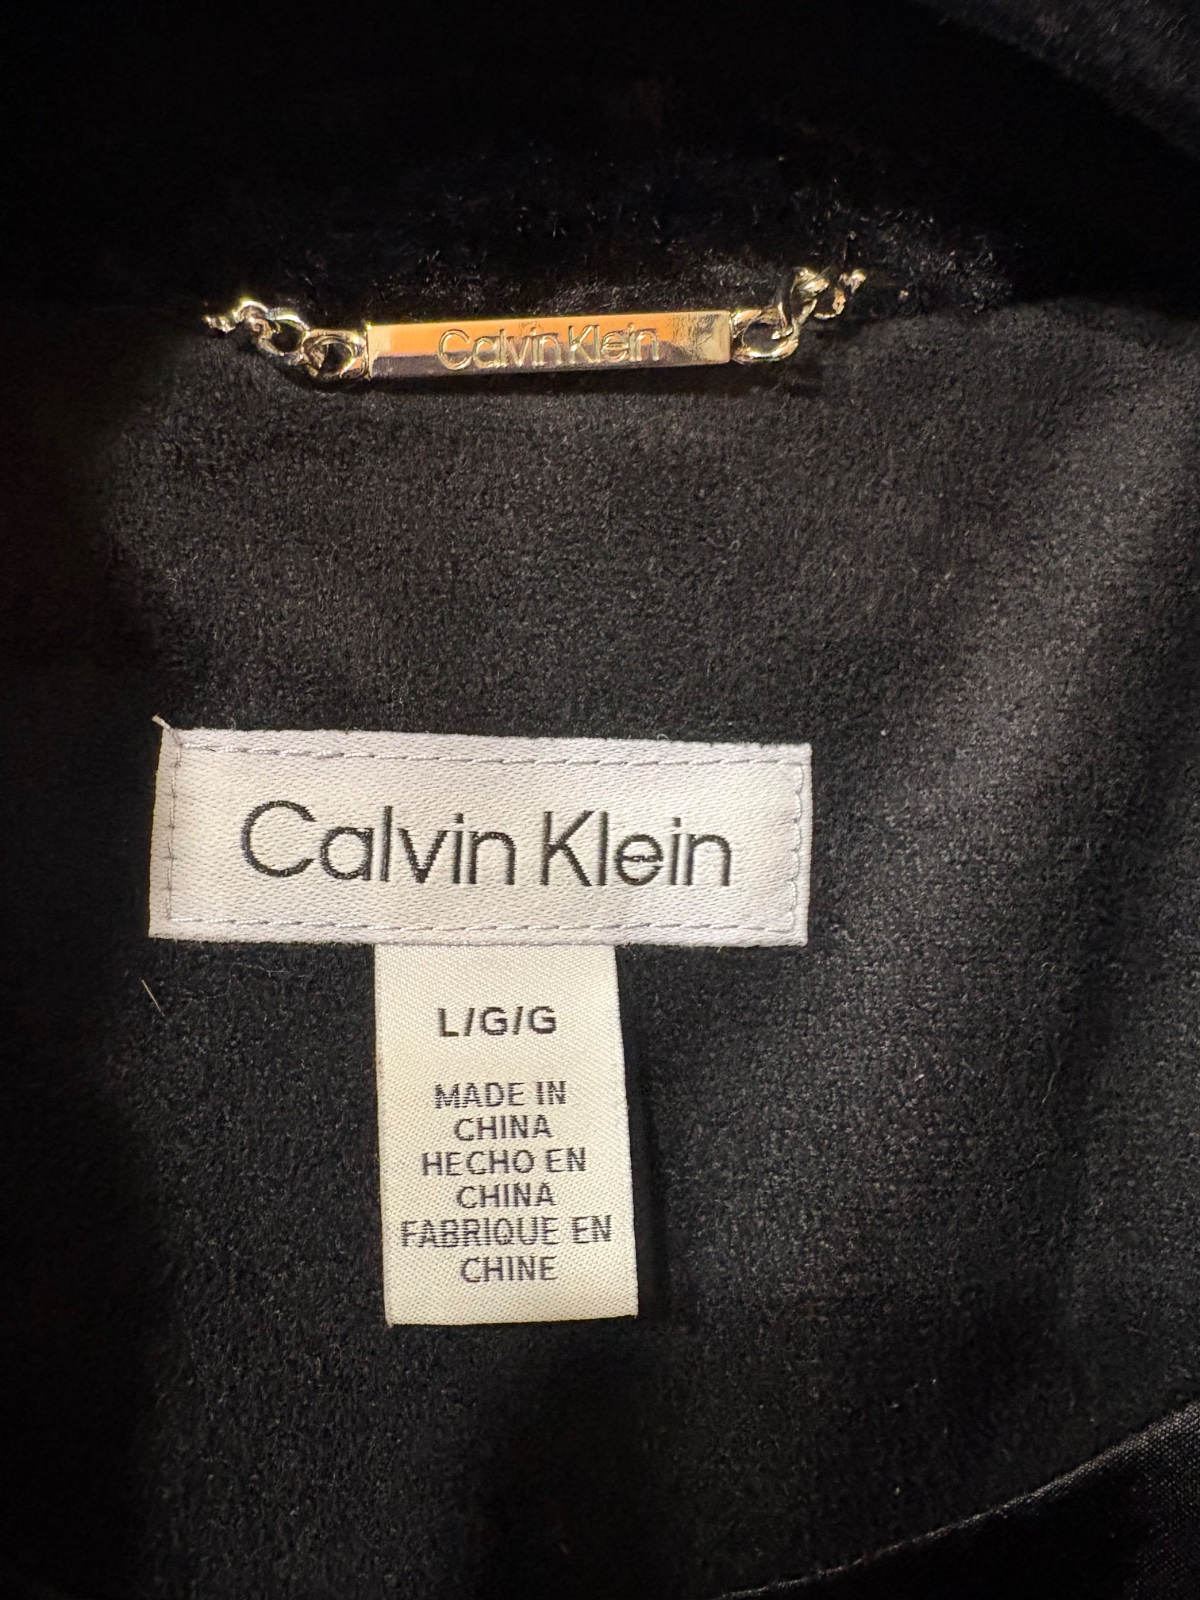 Calvin Klein
Calvin Klein
L/G/G
MADE IN
CHINA
HECHO EN
CHINA
FABRIQUE EN
CHINE